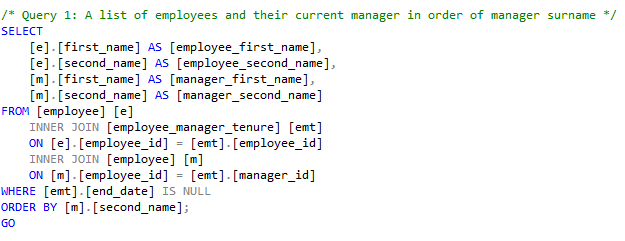 /* Query 1: A list of employees and their current manager in order of manager surname */
SELECT
    [e].[first_name] AS [employee_first_name],
    [e].[second_name] AS [employee_second_name],
    [m].[first_name] AS [manager_first_name],
    [m].[second_name] AS [manager_second_name]
FROM [employee] [e]
    INNER JOIN [employee_manager_tenure] [emt]
    ON [e].[employee_id] = [emt].[employee_id]
    INNER JOIN [employee] [m]
    ON [m].[employee_id] = [emt].[manager_id]
WHERE [emt].[end_date] IS NULL
ORDER BY [m].[second_name];
GO